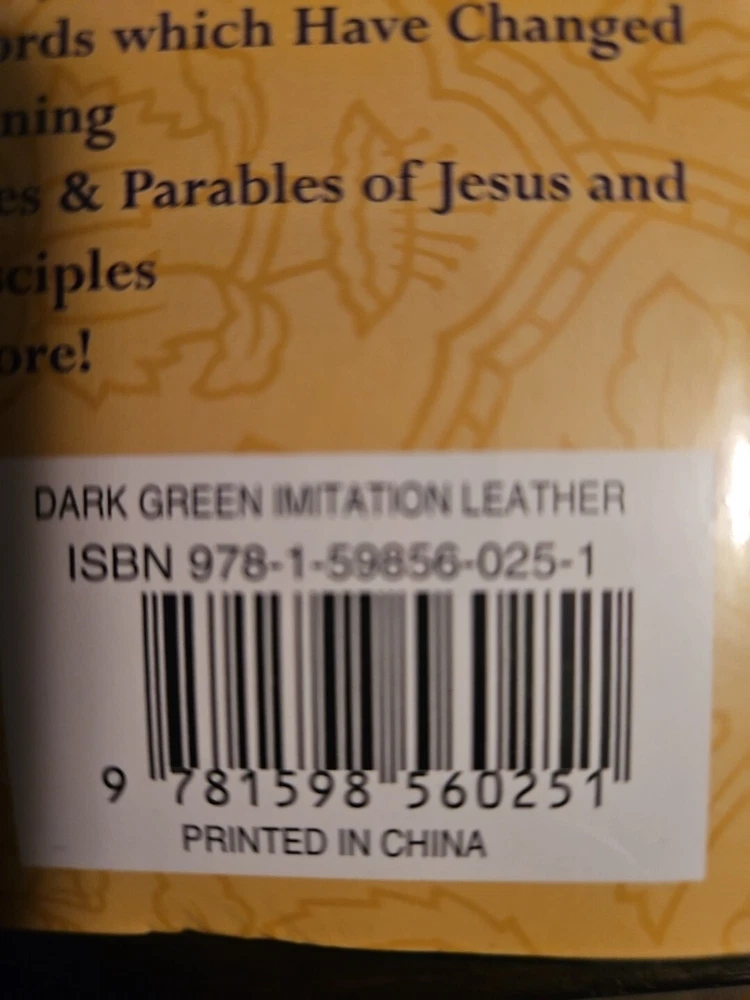 which Have Changed
& Parables of Jesus and
DARK GREEN IMITATION LEATHER
ISBN 978-1-59856-025-1
9 781598 560251
PRINTED IN CHINA